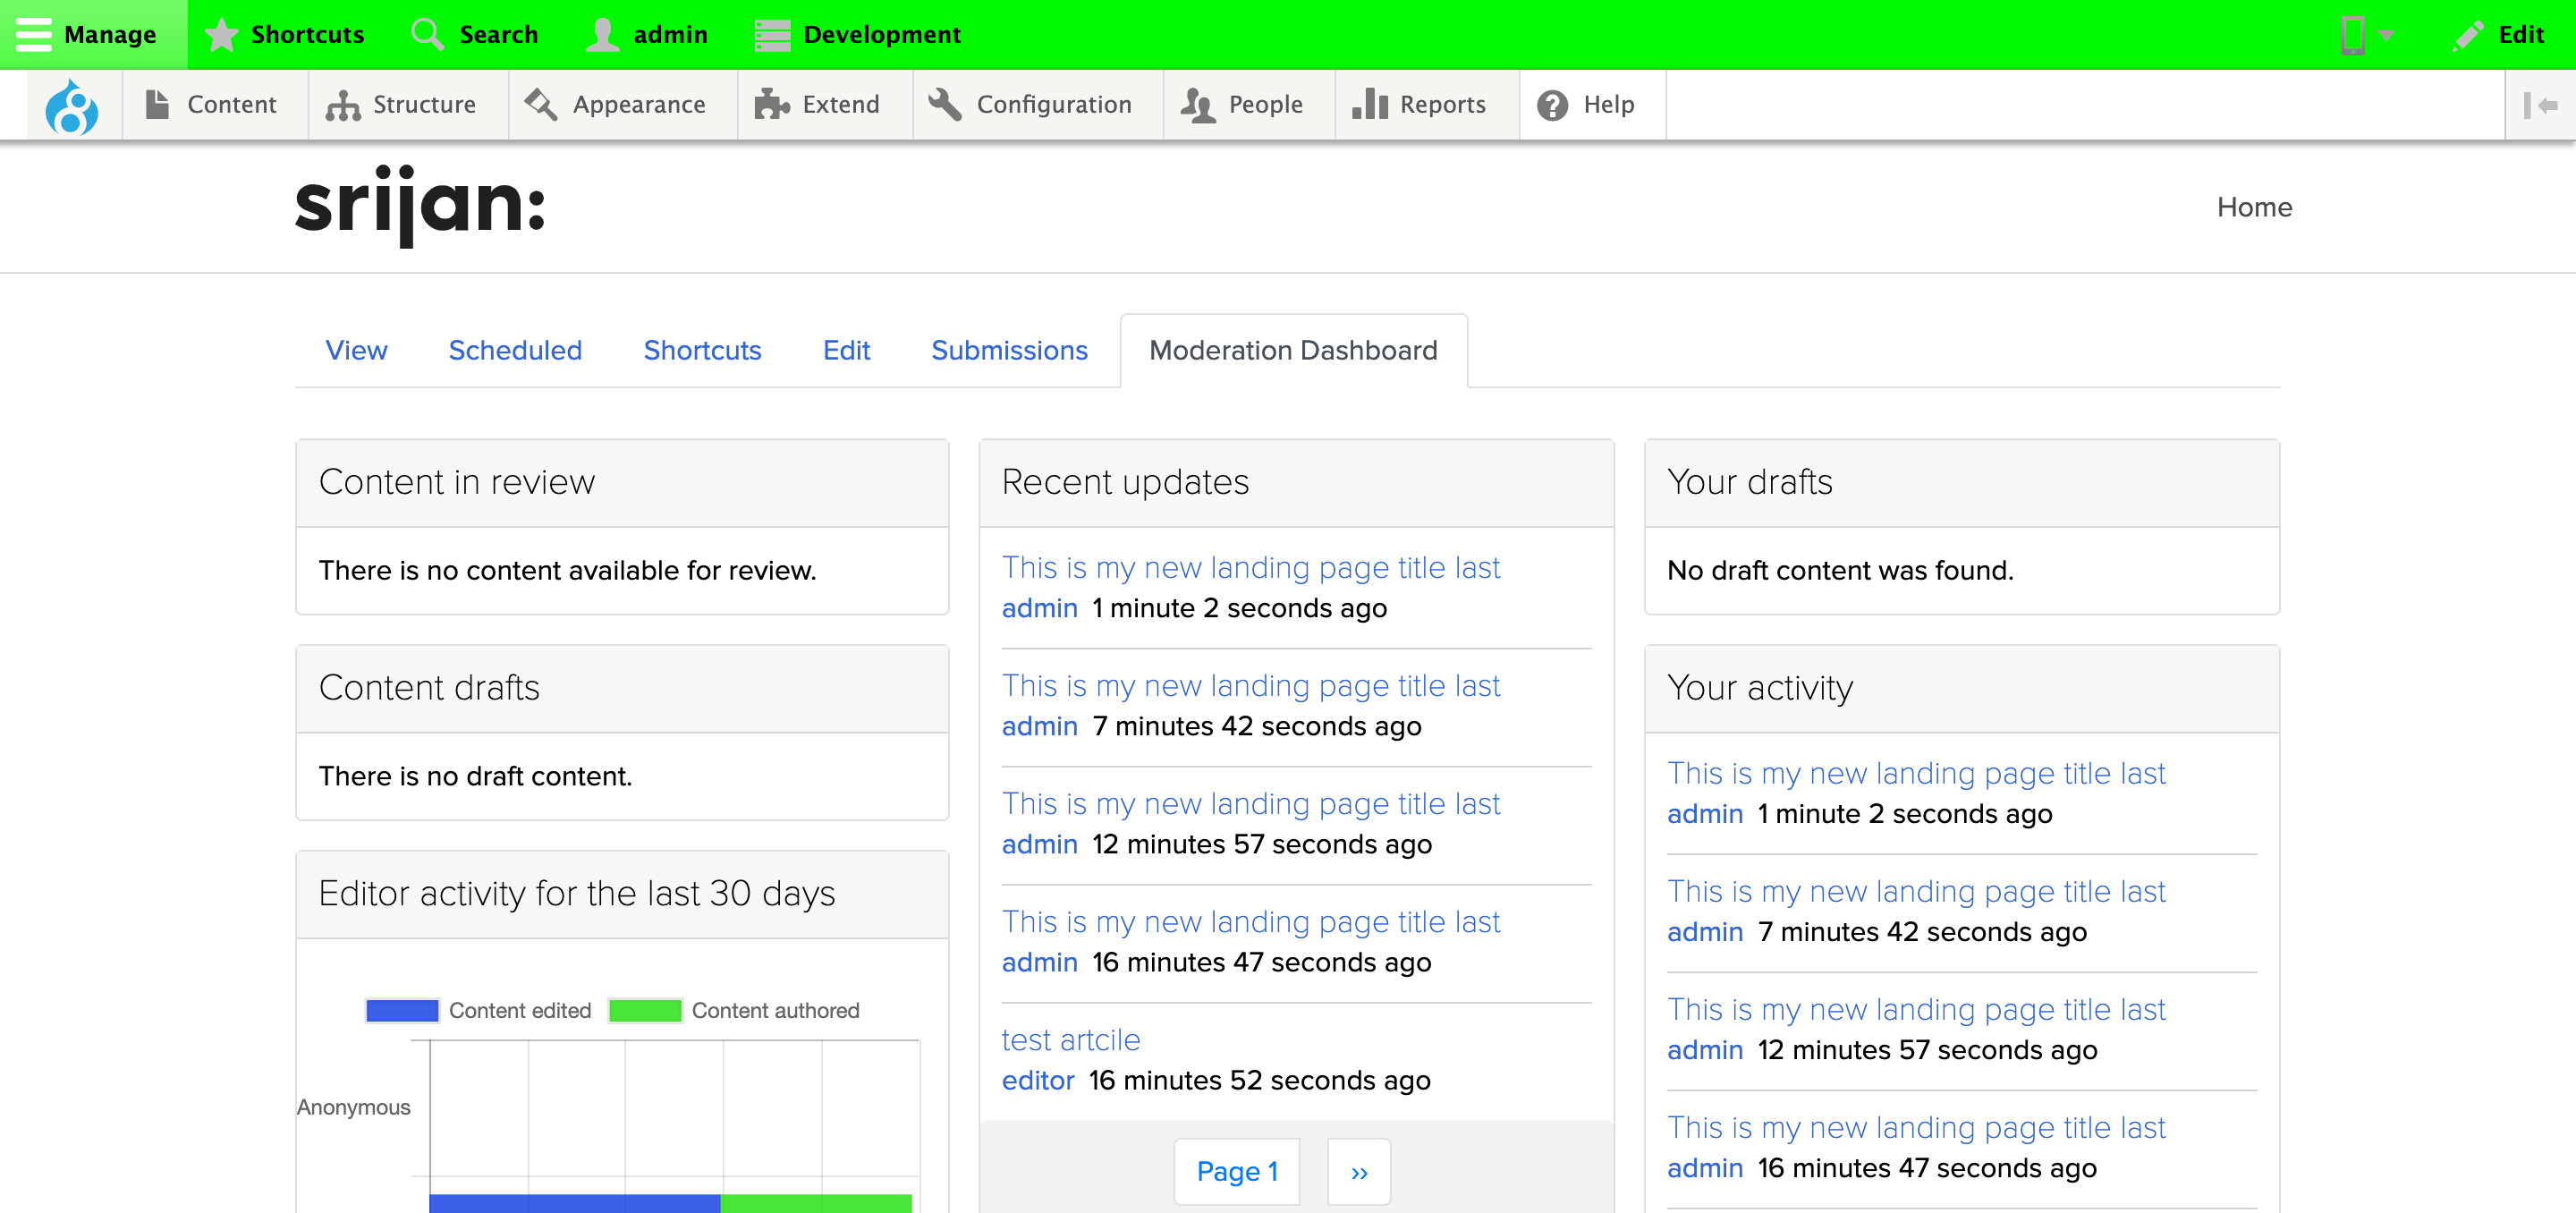 Manage Shortcuts Search admin Development Edit
Content Structure Appearance Extend Configuration People Reports Help
srijan:
Home
View Scheduled Shortcuts Edit Submissions Moderation Dashboard
Content in review
There is no content available for review.
Content drafts
There is no draft content.
Editor activity for the last 30 days
Content edited Content authored
Anonymous
Recent updates
This is my new landing page title last
admin 1 minute 2 seconds ago
This is my new landing page title last
admin 7 minutes 42 seconds ago
This is my new landing page title last
admin 12 minutes 57 seconds ago
This is my new landing page title last
admin 16 minutes 47 seconds ago
test artcile
editor 16 minutes 52 seconds ago
Page 1 ››
Your drafts
No draft content was found.
Your activity
This is my new landing page title last
admin 1 minute 2 seconds ago
This is my new landing page title last
admin 7 minutes 42 seconds ago
This is my new landing page title last
admin 12 minutes 57 seconds ago
This is my new landing page title last
admin 16 minutes 47 seconds ago